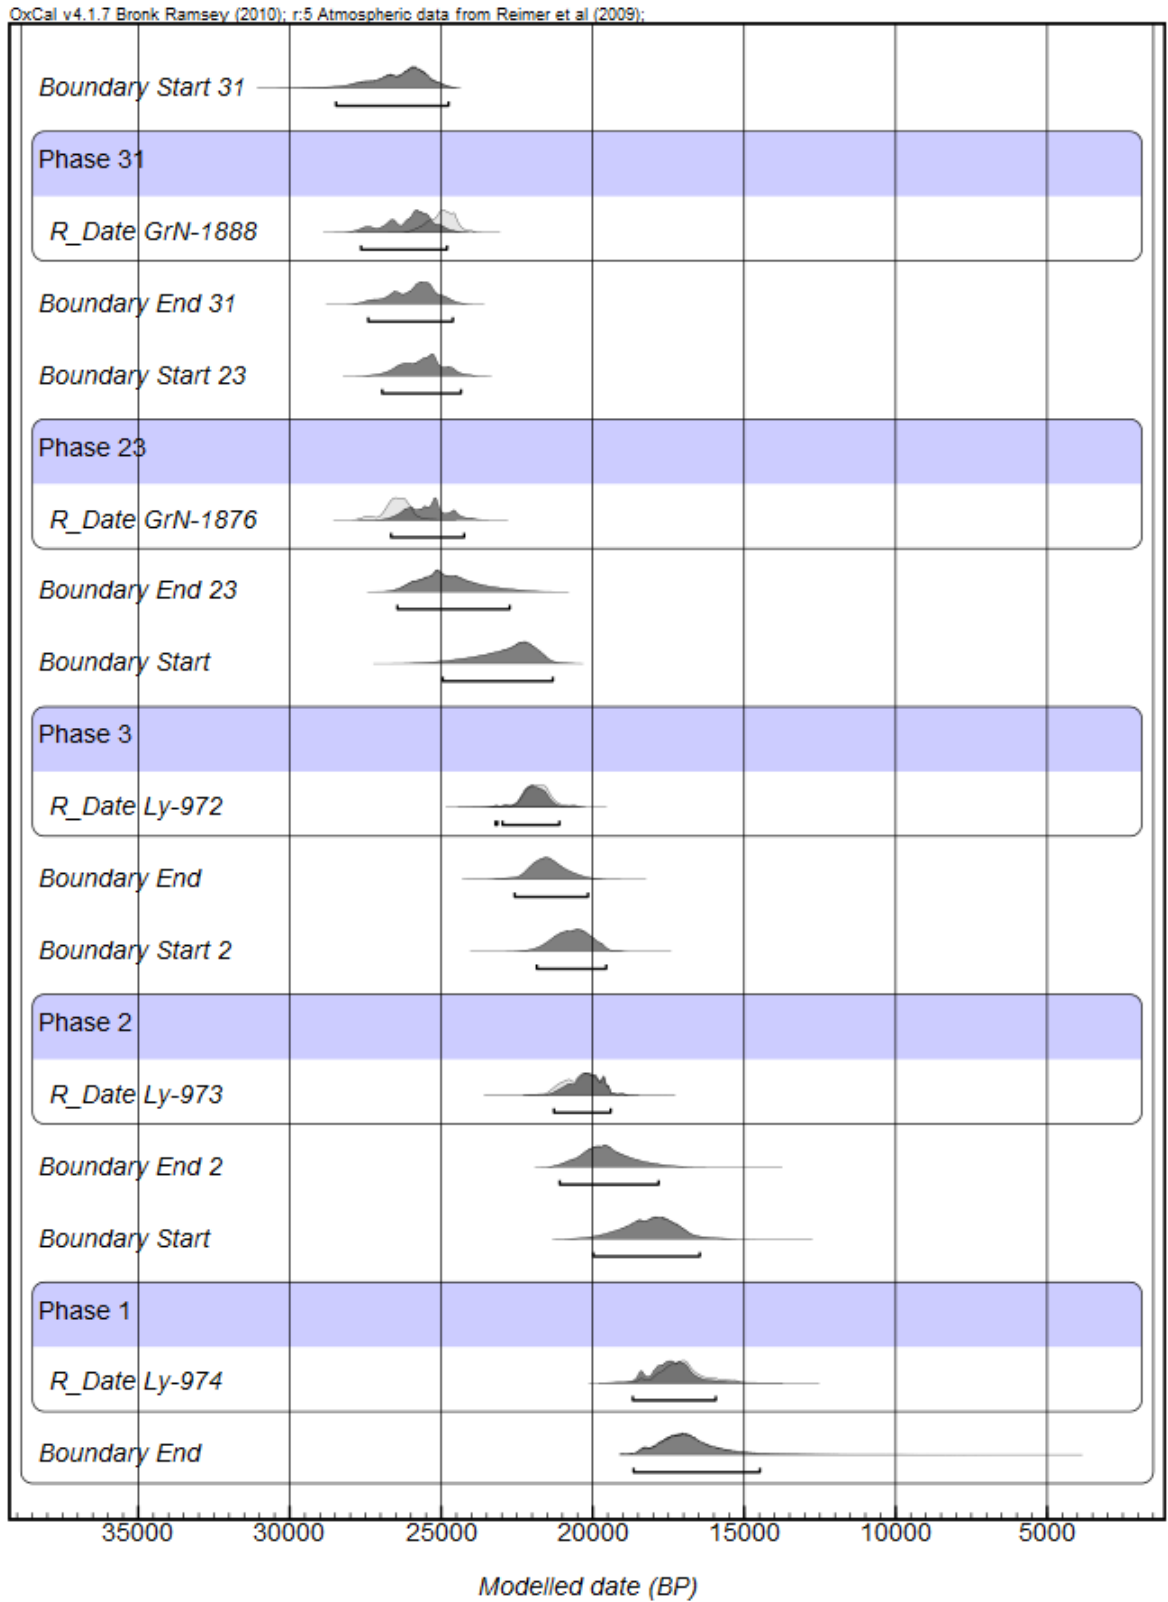 OxCal v4.1.7 Bronk Ramsey (2010); r:5 Atmospheric data from Reimer et al (2009);
Boundary Start 31
Phase 31
R_Date GrN-1888
Boundary End 31
Boundary Start 23
Phase 23
R_Date GrN-1876
Boundary End 23
Boundary Start
Phase 3
R_Date Ly-972
Boundary End
Boundary Start 2
Phase 2
R_Date Ly-973
Boundary End 2
Boundary Start
Phase 1
R_Date Ly-974
Boundary End
35000 30000 25000 20000 15000 10000 5000
Modelled date (BP)